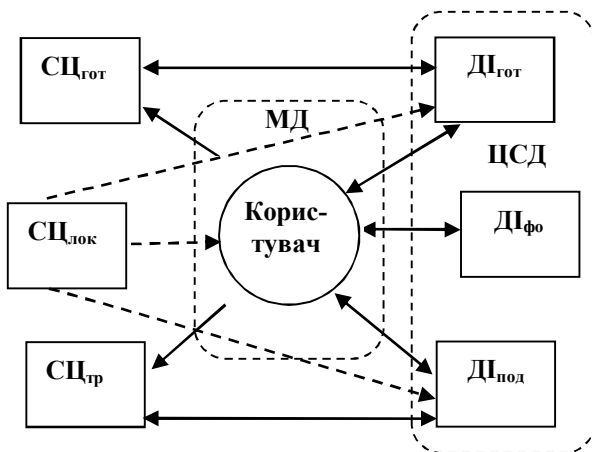 СЦгот
ДІгот
МД
ЦСД
Корис-
тувач
СЦлок
ДІфо
СЦтр
ДІпод